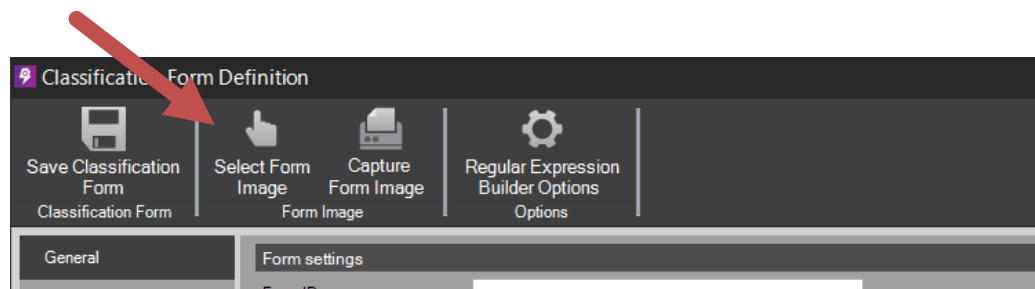 Classification Form Definition
Save Classification
Form
Select Form
Image
Capture
Form Image
Regular Expression
Builder Options
Classification Form
Form Image
Options
General
Form settings